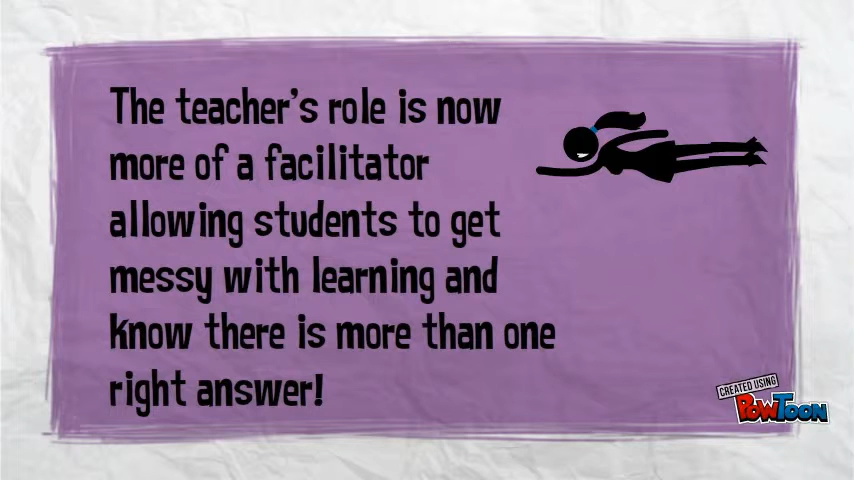 The teacher's role is now
more of a facilitator
allowing students to get
messy with learning and
know there is more than one
right answer!
CREATED USING
POWTOON